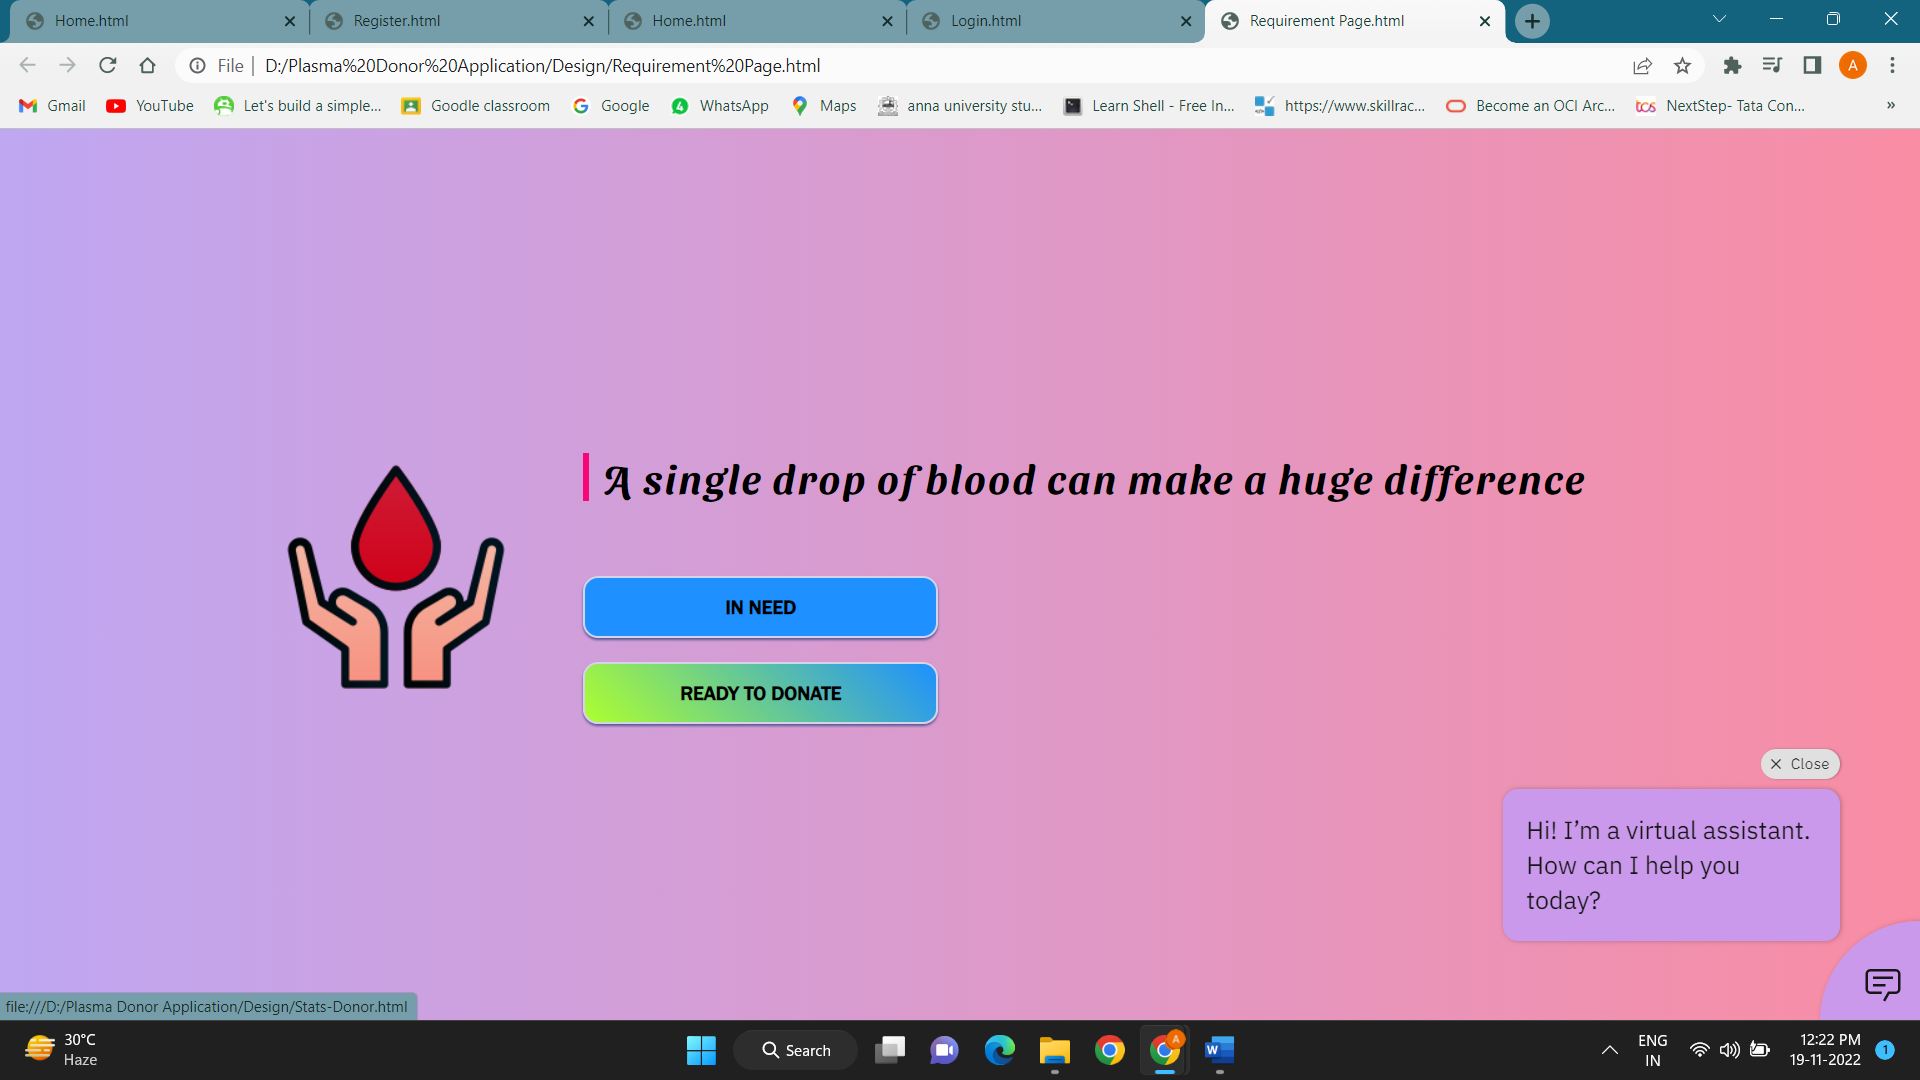 Home.html
Register.html
Home.html
Login.html
Requirement Page.html
File
D:/Plasma%20Donor%20Application/Design/Requirement%20Page.html
A
Gmail
YouTube
Let's build a simple...
Goodle classroom
Google
4
WhatsApp
Maps
anna university stu...
Learn Shell - Free In...
https://www.skillrac...
Become an OCI Arc...
tcs
NextStep- Tata Con...
»
A single drop of blood can make a huge difference
IN NEED
READY TO DONATE
Close
Hi! I’m a virtual assistant.
How can I help you
today?
file:///D:/Plasma Donor Application/Design/Stats-Donor.html
30°C
Haze
Search
A
W
ENG
IN
12:22 PM
19-11-2022
1